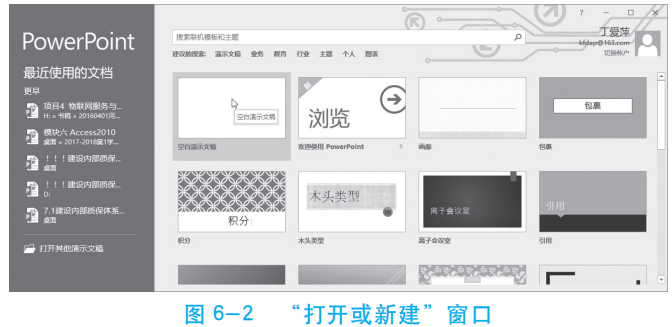 PowerPoint
最近使用的文档
更早
项目4 物联网服务与...
H: » 书稿 » 20160401河...
模块六 Access2010
桌面 » 2017-2018第1学...
！！！建设内部质保...
桌面
！！！建设内部质保...
D:
7.1建设内部质保体系...
桌面
打开其他演示文稿
搜索联机模板和主题
建议的搜索: 演示文稿 业务 教育 行业 主题 个人 图表
?
丁爱萍
kfdap@163.com
切换帐户
空白演示文稿
空白演示文稿
浏览
欢迎使用 PowerPoint
画廊
包裹
包裹
积分
积分
木头类型
木头类型
离子会议室
离子会议室
引用
引用
图 6-2 “打开或新建”窗口